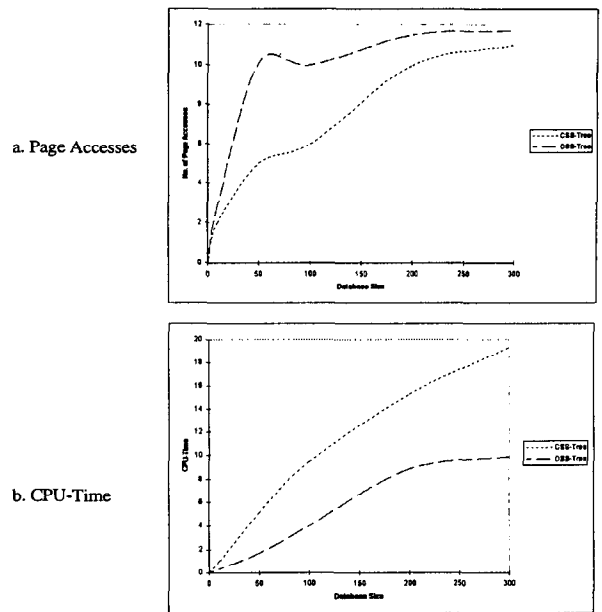 a. Page Accesses
12
10
8
6
4
2
0
No. of Page Accesses
0 50 100 150 200 250 300
Database Size
CSB-Tree
DSB-Tree
b. CPU-Time
20
18
16
14
12
10
8
6
4
2
0
CPU-Time
0 50 100 150 200 250 300
Database Size
CSB-Tree
DSB-Tree